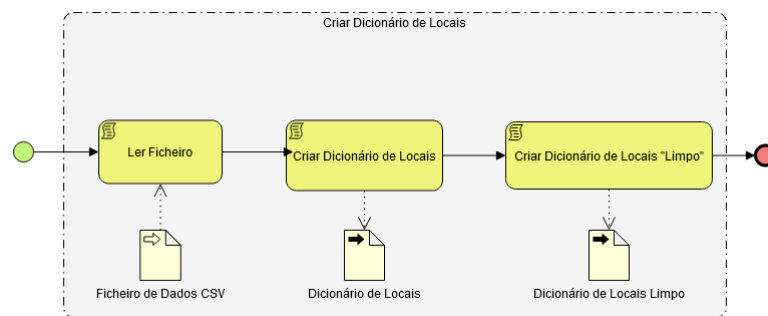 Criar Dicionário de Locais
Ler Ficheiro
Criar Dicionário de Locais
Criar Dicionário de Locais "Limpo"
Ficheiro de Dados CSV
Dicionário de Locais
Dicionário de Locais Limpo